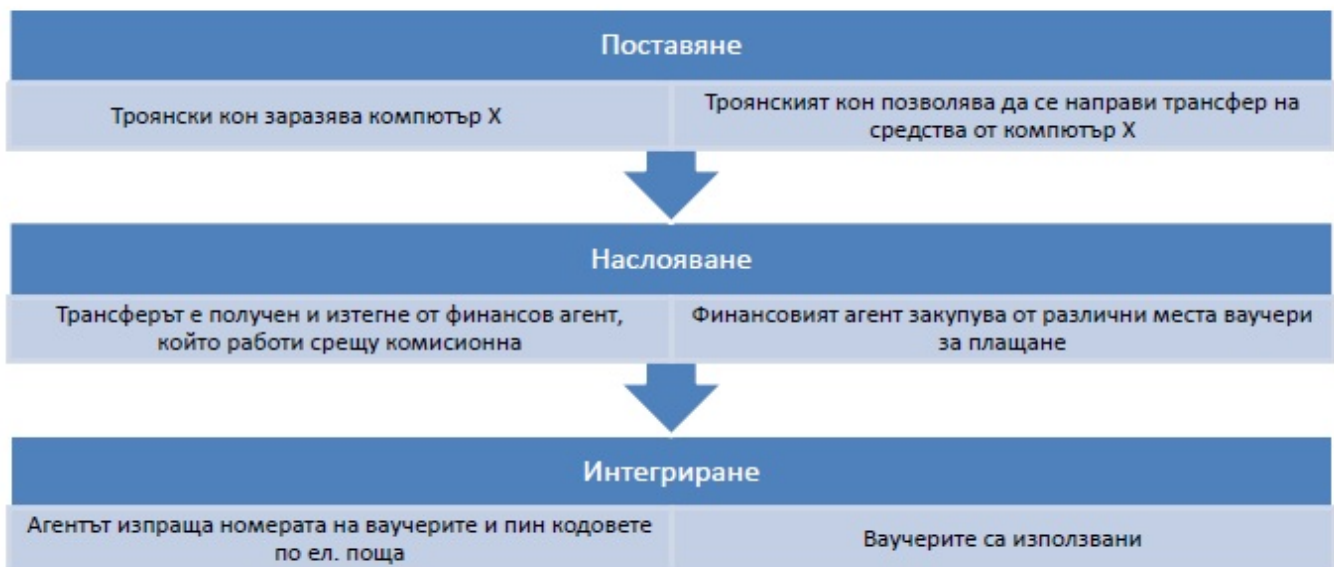 Поставяне
Троянски кон заразява компютър X
Троянският кон позволява да се направи трансфер на
средства от компютър X
Наслояване
Трансферът е получен и изтегне от финансов агент,
който работи срещу комисионна
Финансовият агент закупува от различни места ваучери
за плащане
Интегриране
Агентът изпраща номерата на ваучерите и пин кодовете
по ел. поща
Ваучерите са използвани